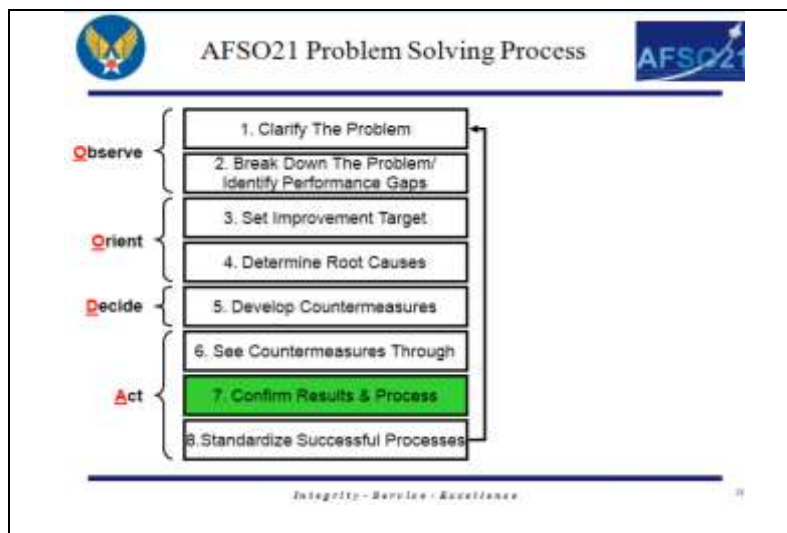 AFSO21 Problem Solving Process
AFSO21
Observe
1. Clarify The Problem
2. Break Down The Problem/
Identify Performance Gaps
Orient
3. Set Improvement Target
4. Determine Root Causes
Decide
5. Develop Countermeasures
Act
6. See Countermeasures Through
7. Confirm Results & Process
8.Standardize Successful Processes
Integrity - Service - Excellence